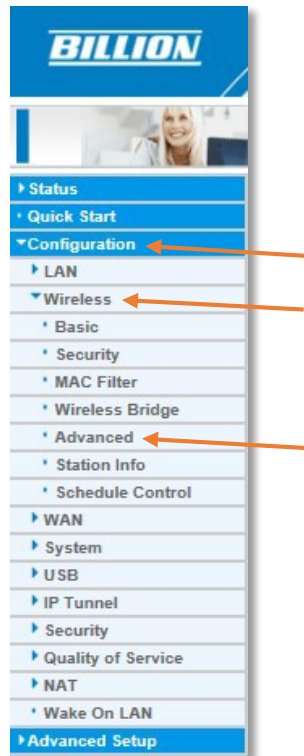 BILLION
Status
Quick Start
Configuration
LAN
Wireless
Basic
Security
MAC Filter
Wireless Bridge
Advanced
Station Info
Schedule Control
WAN
System
USB
IP Tunnel
Security
Quality of Service
NAT
Wake On LAN
Advanced Setup